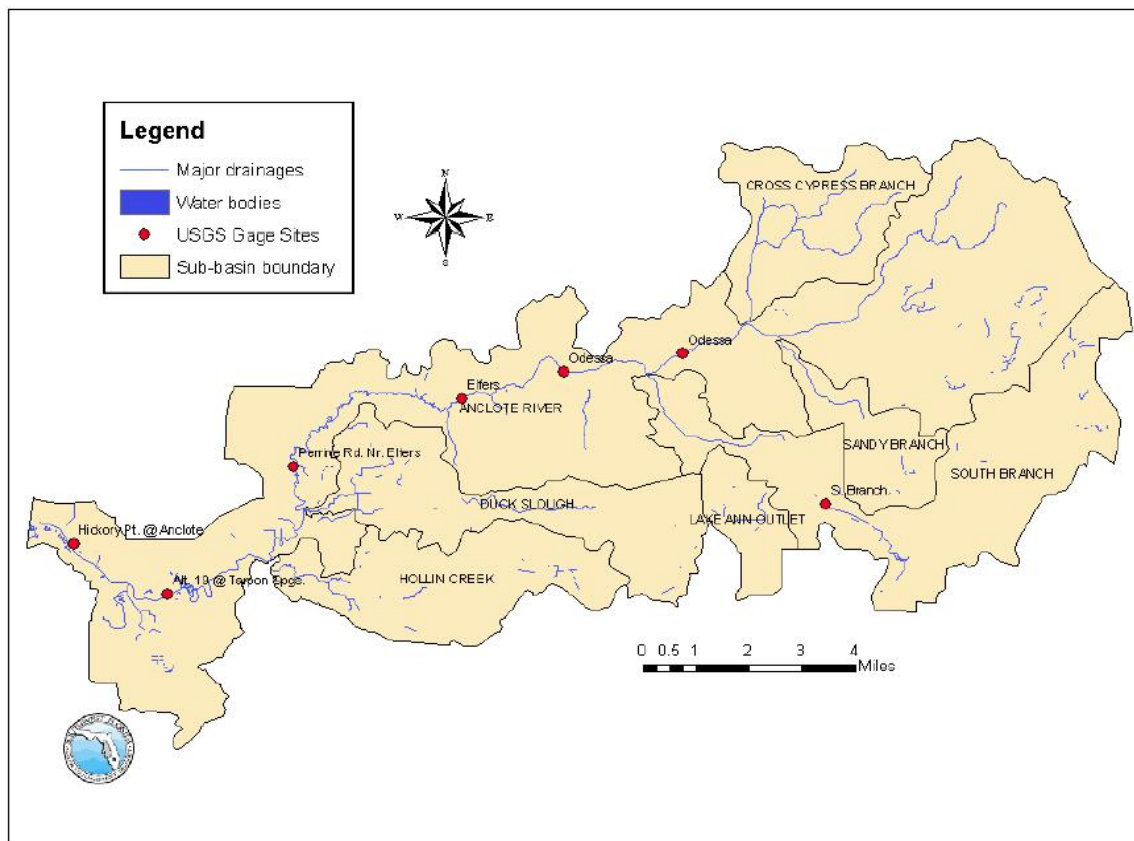 Legend
Major drainages
Water bodies
USGS Gage Sites
Sub-basin boundary
N
W
E
S
CROSS CYPRESS BRANCH
Odessa
Odessa
Elfers
ANCLOTE RIVER
Perrine Rd. Nr. Elfers
SANDY BRANCH
SOUTH BRANCH
DUCK SLOUGH
S. Branch
LAKE ANN OUTLET
Hickory Pt. @ Anclote
Alt. 19 @ Tarpon Spgs.
HOLLIN CREEK
0 0.5 1 2 3 4
Miles